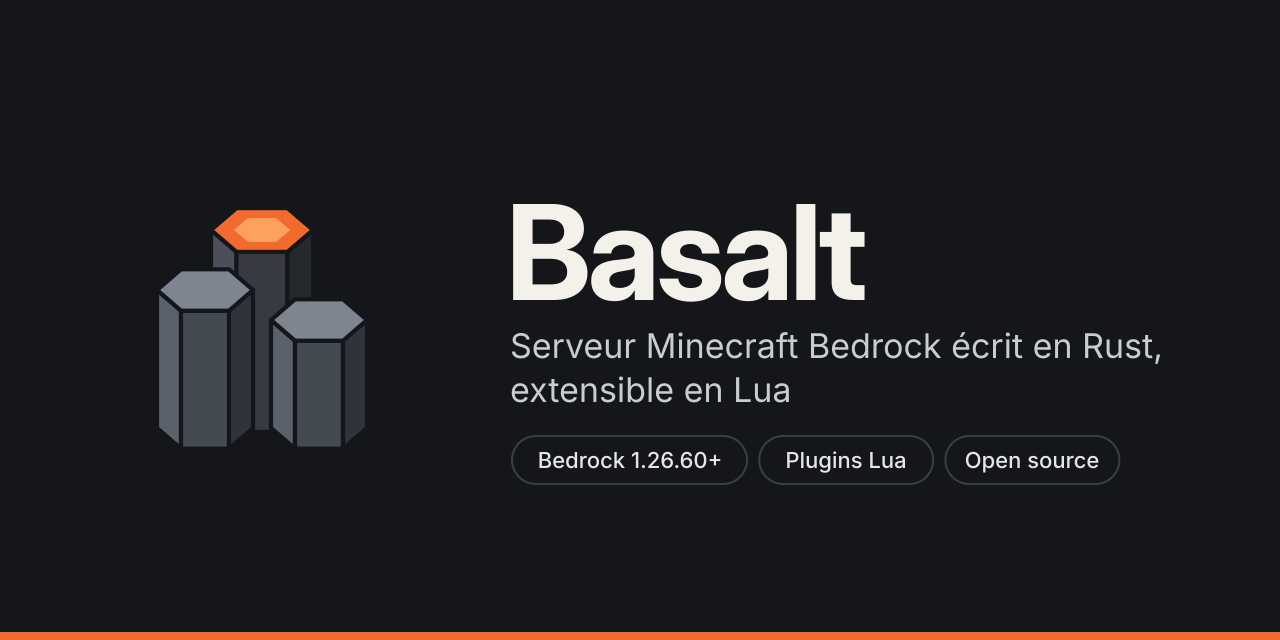 Basalt
Serveur Minecraft Bedrock écrit en Rust,
extensible en Lua
Bedrock 1.26.60+
Plugins Lua
Open source